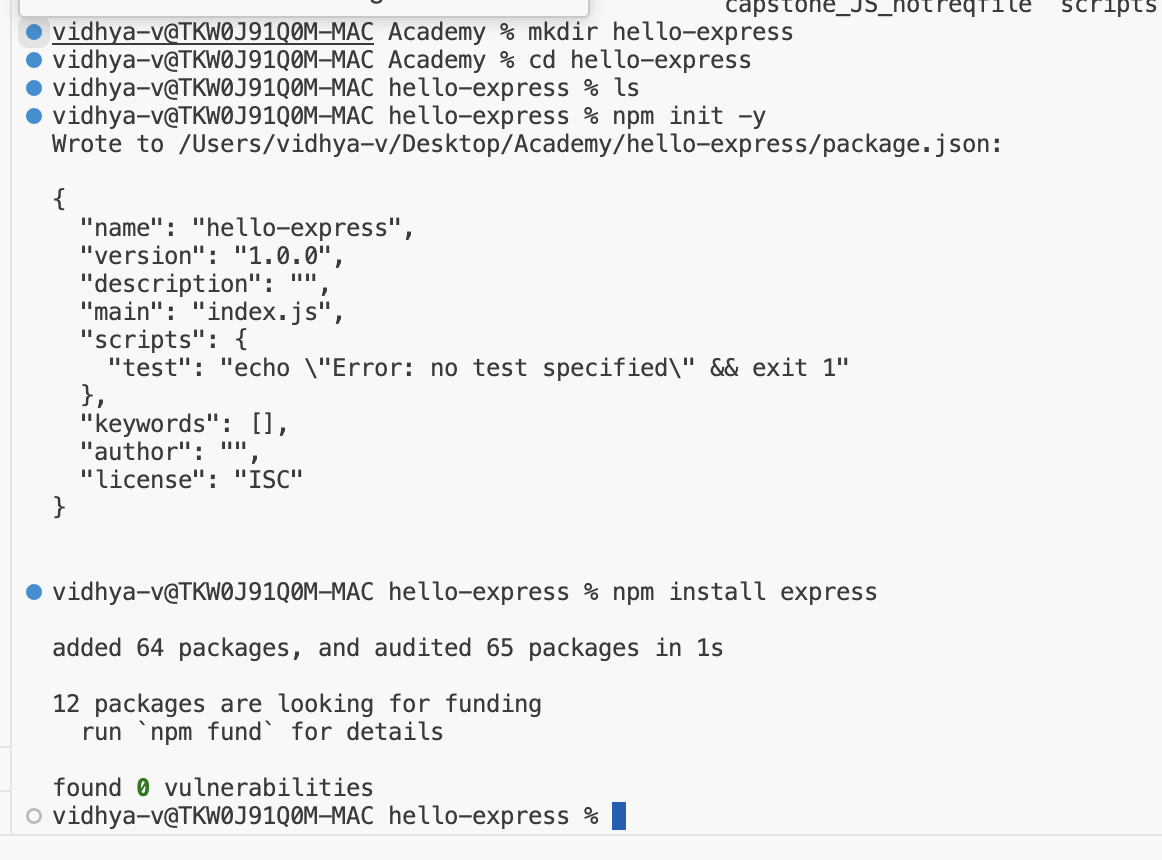 capstone_JS_notreqfile  scripts
vidhya-v@TKW0J91Q0M-MAC Academy % mkdir hello-express
vidhya-v@TKW0J91Q0M-MAC Academy % cd hello-express
vidhya-v@TKW0J91Q0M-MAC hello-express % ls
vidhya-v@TKW0J91Q0M-MAC hello-express % npm init -y
Wrote to /Users/vidhya-v/Desktop/Academy/hello-express/package.json:
{
  "name": "hello-express",
  "version": "1.0.0",
  "description": "",
  "main": "index.js",
  "scripts": {
    "test": "echo \"Error: no test specified\" && exit 1"
  },
  "keywords": [],
  "author": "",
  "license": "ISC"
}
vidhya-v@TKW0J91Q0M-MAC hello-express % npm install express
added 64 packages, and audited 65 packages in 1s
12 packages are looking for funding
  run `npm fund` for details
found 0 vulnerabilities
vidhya-v@TKW0J91Q0M-MAC hello-express %